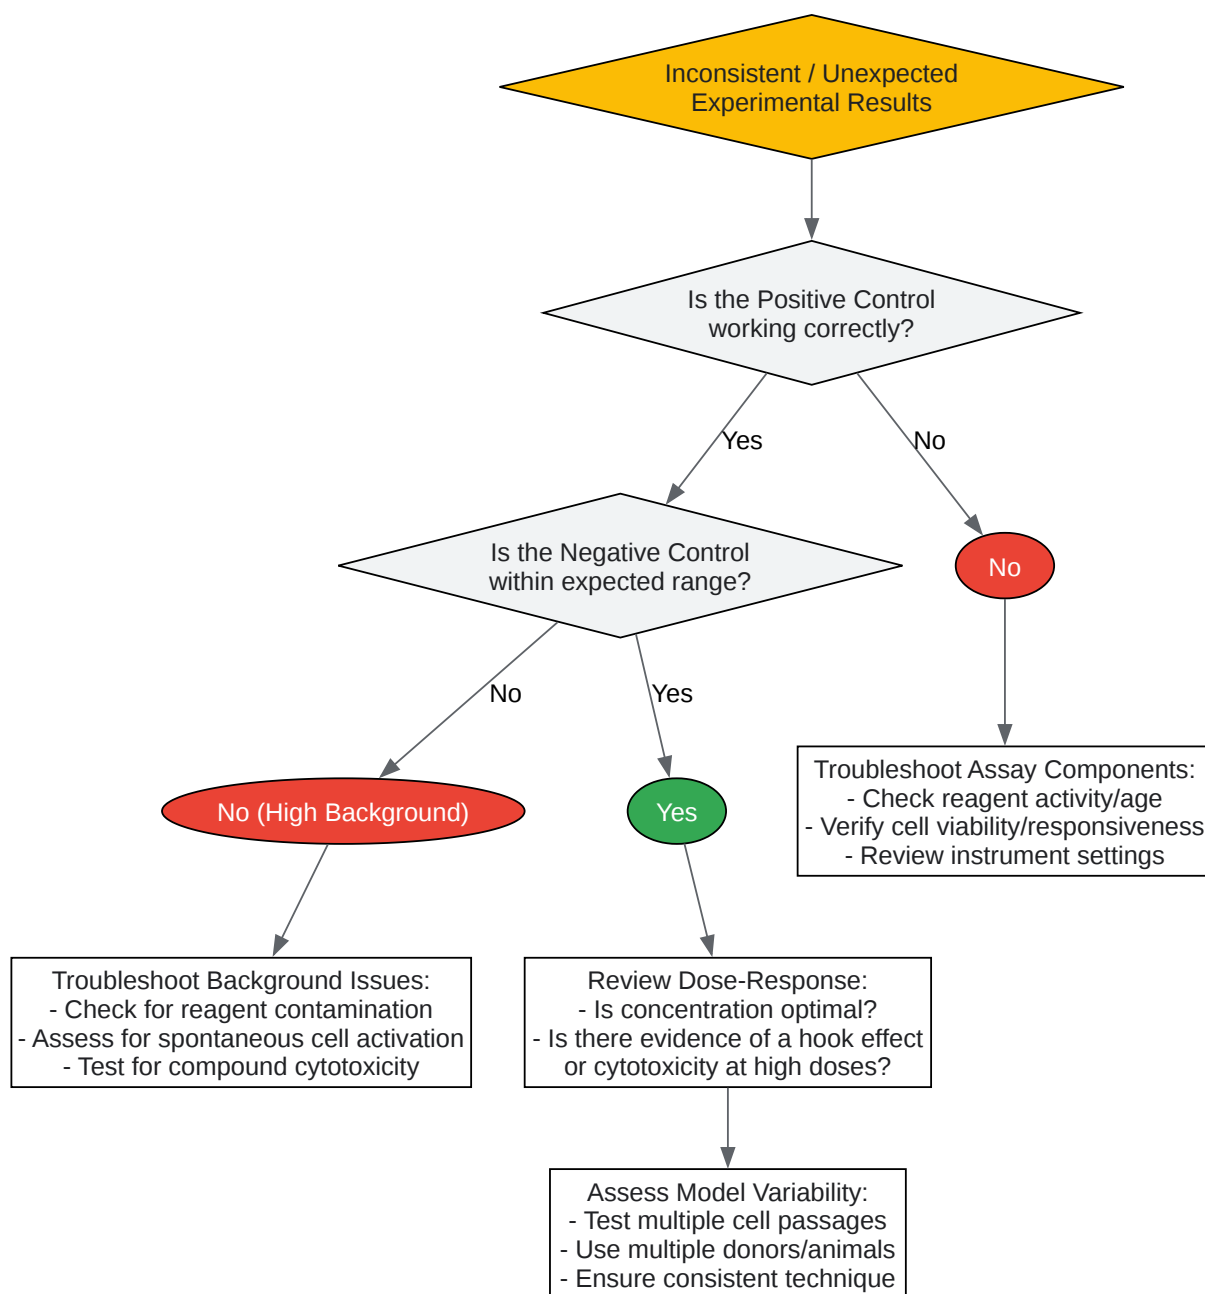 Inconsistent / Unexpected
Experimental Results
Is the Positive Control
working correctly?
Yes
No
Is the Negative Control
within expected range?
No
No
Yes
No (High Background)
Yes
Troubleshoot Assay Components:
- Check reagent activity/age
- Verify cell viability/responsiveness
- Review instrument settings
Troubleshoot Background Issues:
- Check for reagent contamination
- Assess for spontaneous cell activation
- Test for compound cytotoxicity
Review Dose-Response:
- Is concentration optimal?
- Is there evidence of a hook effect
or cytotoxicity at high doses?
Assess Model Variability:
- Test multiple cell passages
- Use multiple donors/animals
- Ensure consistent technique